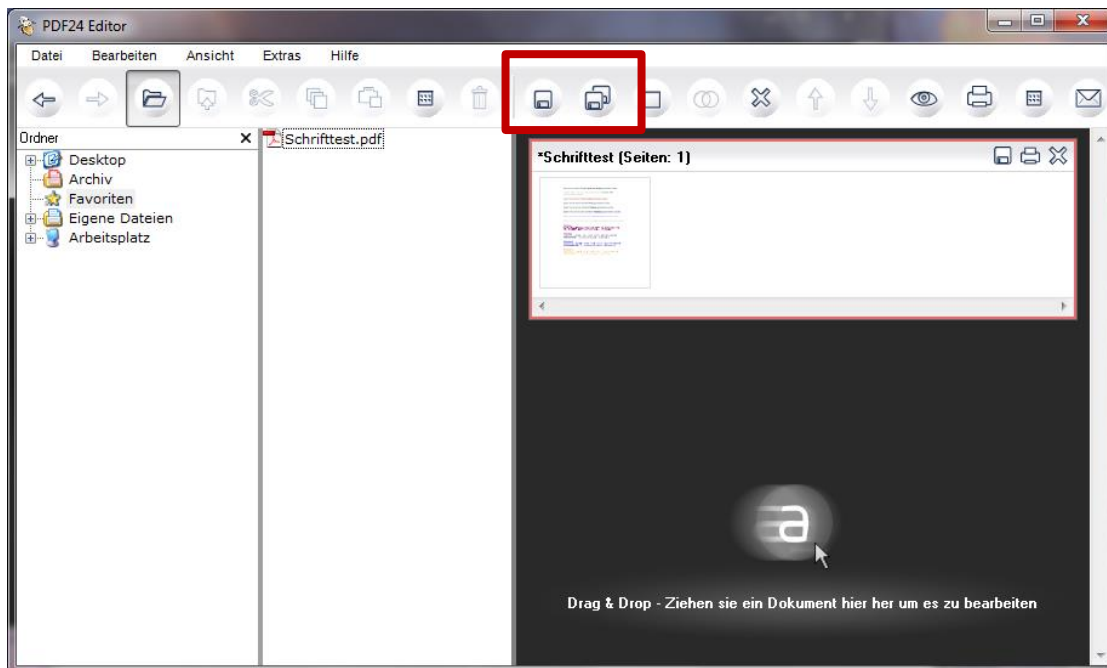 PDF24 Editor
Datei Bearbeiten Ansicht Extras Hilfe
Ordner
Desktop
Archiv
Favoriten
Eigene Dateien
Arbeitsplatz
Schrifttest.pdf
*Schrifttest (Seiten: 1)
a
Drag & Drop - Ziehen sie ein Dokument hier her um es zu bearbeiten